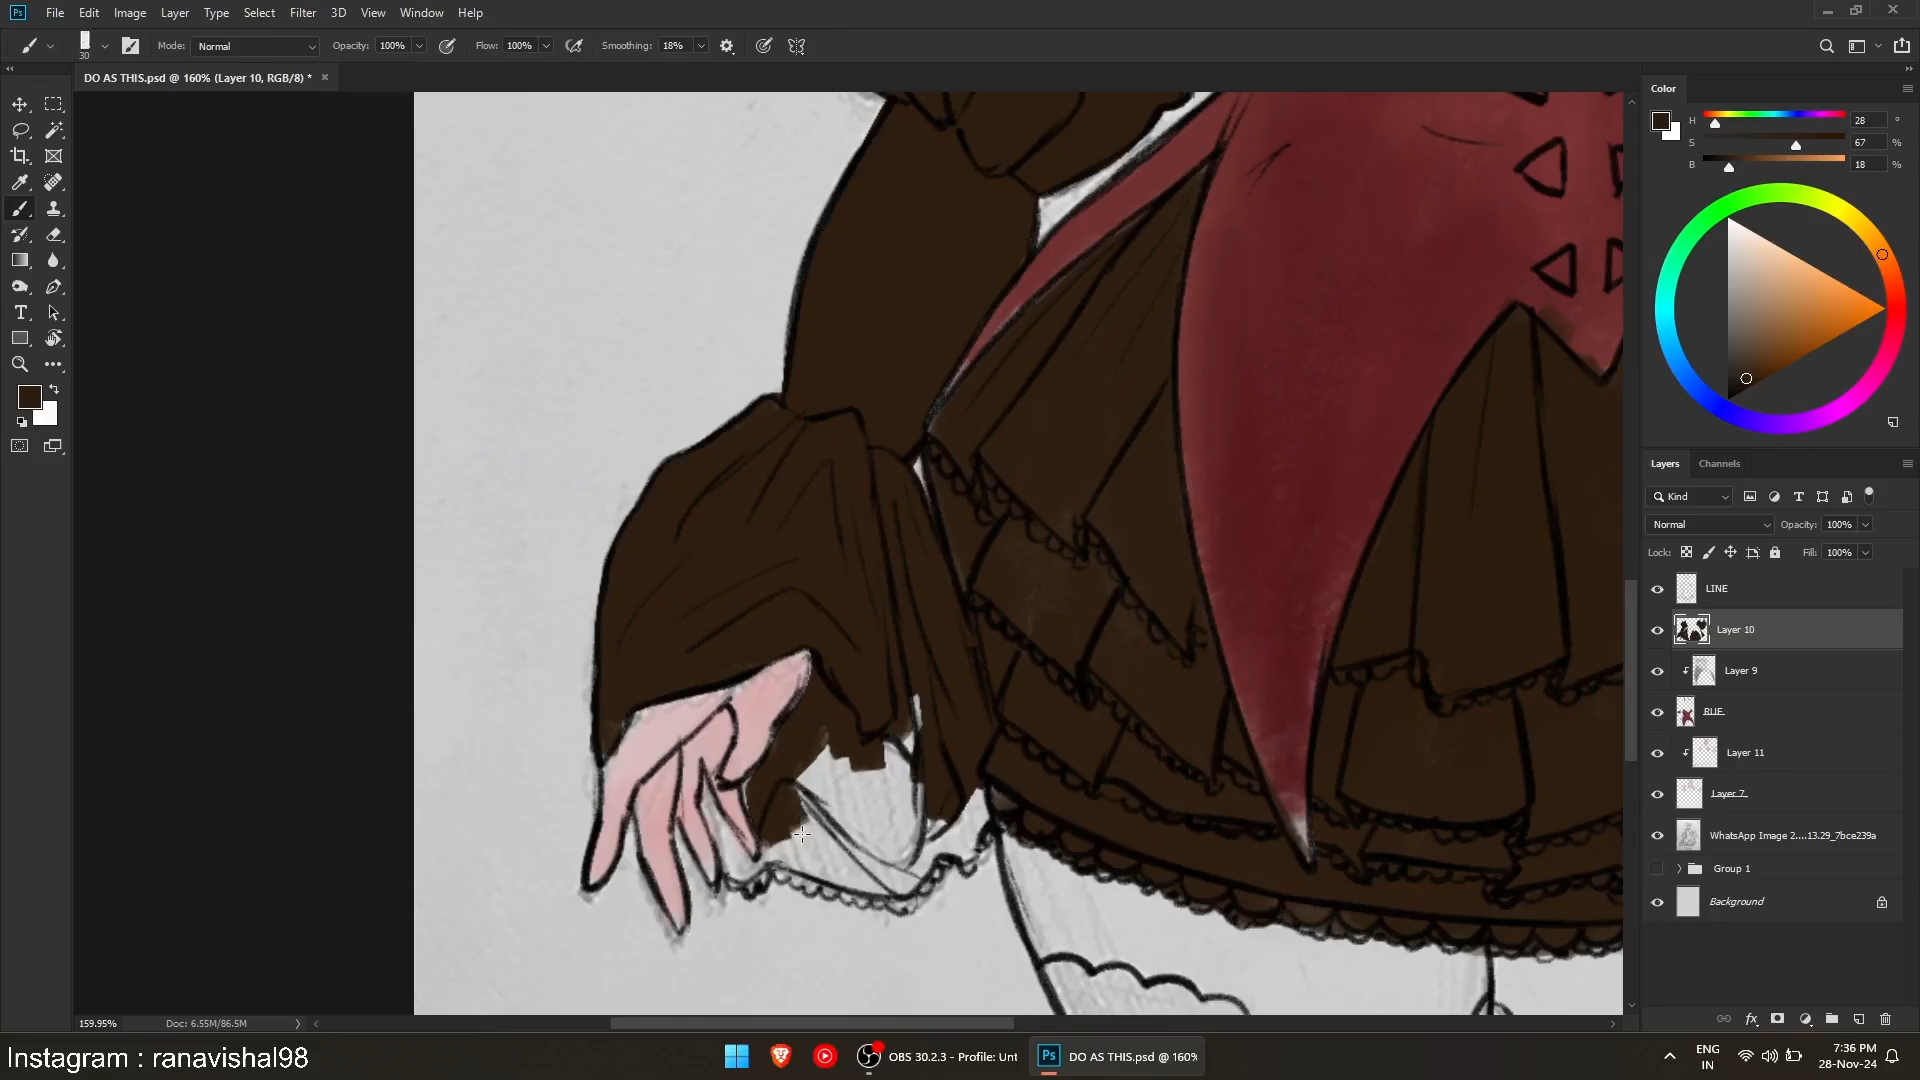 File Edit Image Layer Type Select Filter 3D View Window Help
30 Mode: Normal Opacity: 100% Flow: 100% Smoothing: 18%
DO AS THIS.psd @ 160% (Layer 10, RGB/8) *
Color
H 28 °
S 67 %
B 18 %
Layers Channels
Kind
Normal Opacity: 100%
Lock: Fill: 100%
LINE
Layer 10
Layer 9
Layer 11
Layer 7
WhatsApp Image 2....13.29_7bce239a
Group 1
Background
159.95% Doc: 6.55M/86.5M
Instagram : ranavishal98
OBS 30.2.3 - Profile: Unt
DO AS THIS.psd @ 160%
ENG
IN
7:36 PM
28-Nov-24